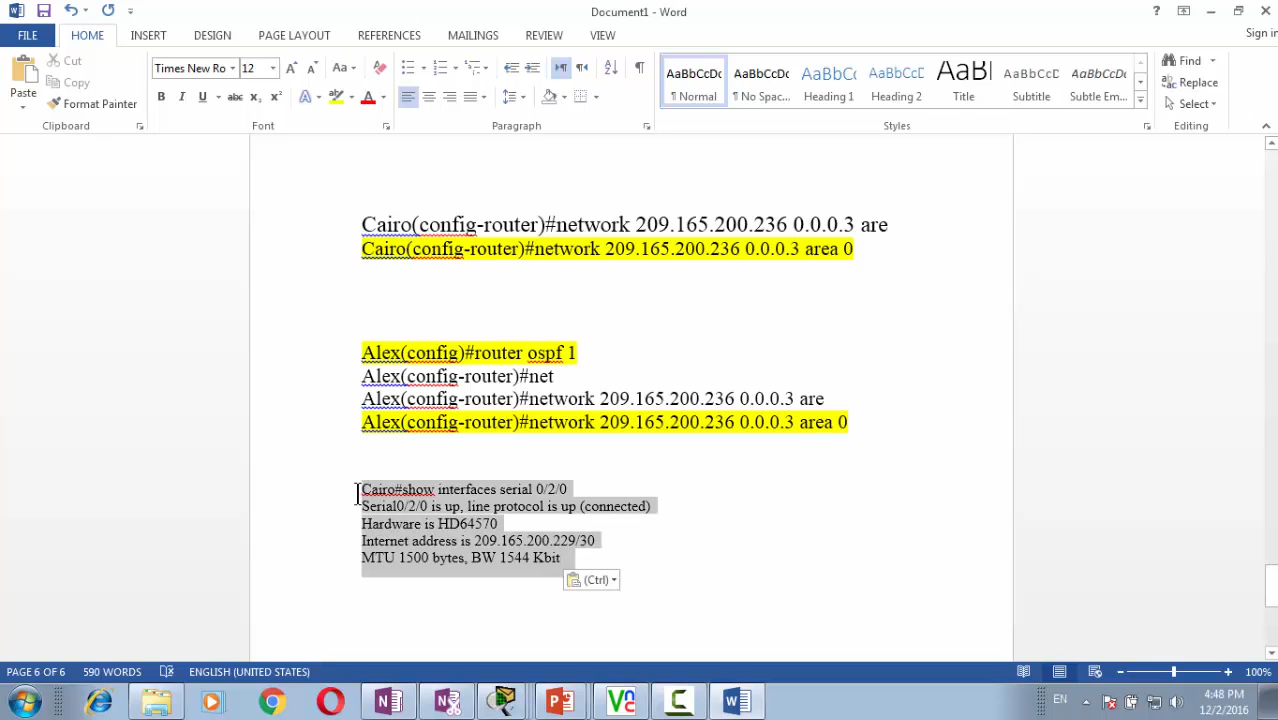 Document1 - Word
Sign in
FILE HOME INSERT DESIGN PAGE LAYOUT REFERENCES MAILINGS REVIEW VIEW
Paste
Cut
Copy
Format Painter
Clipboard
Times New Ro 12
Font
Paragraph
AaBbCcDc AaBbCcDc AaBbCc AaBbCcD AaBl AaBbCcD AaBbCcDc
¶ Normal ¶ No Spac... Heading 1 Heading 2 Title Subtitle Subtle Em...
Styles
Find
Replace
Select
Editing
Cairo(config-router)#network 209.165.200.236 0.0.0.3 are
Cairo(config-router)#network 209.165.200.236 0.0.0.3 area 0
Alex(config)#router ospf 1
Alex(config-router)#net
Alex(config-router)#network 209.165.200.236 0.0.0.3 are
Alex(config-router)#network 209.165.200.236 0.0.0.3 area 0
Cairo#show interfaces serial 0/2/0
Serial0/2/0 is up, line protocol is up (connected)
Hardware is HD64570
Internet address is 209.165.200.229/30
MTU 1500 bytes, BW 1544 Kbit
(Ctrl)
PAGE 6 OF 6 590 WORDS ENGLISH (UNITED STATES) 100%
EN 4:48 PM
12/2/2016